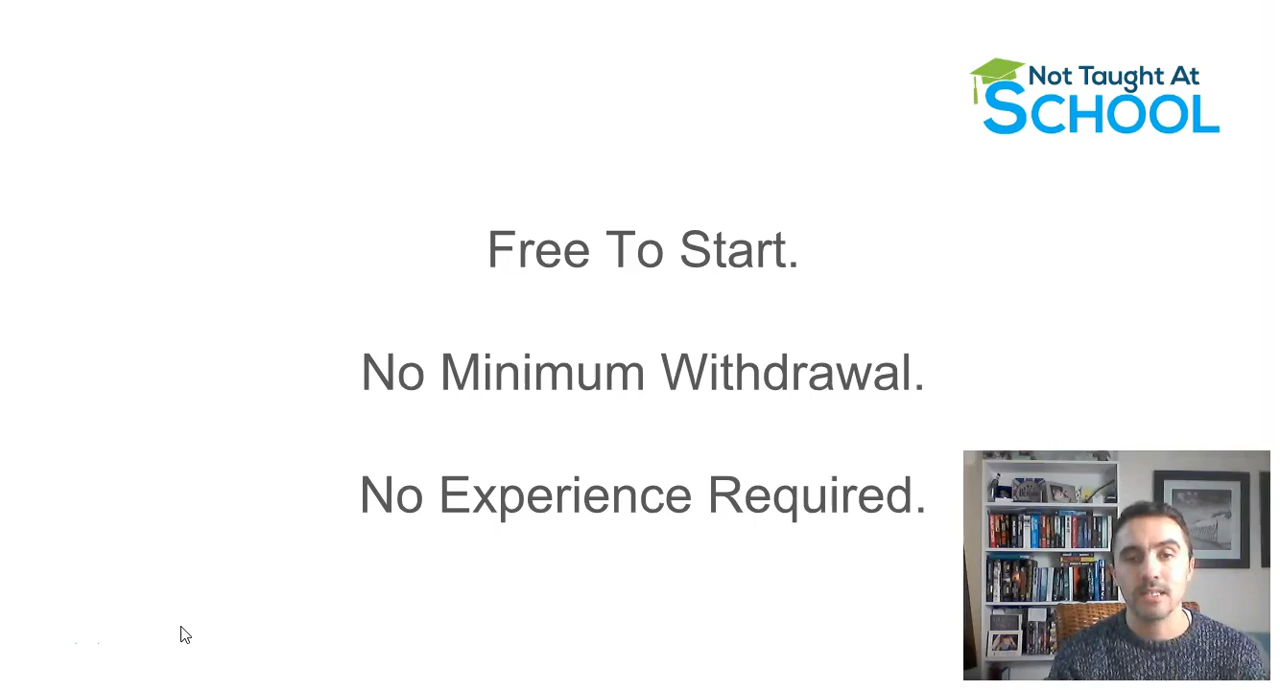 Not Taught At
SCHOOL
Free To Start.
No Minimum Withdrawal.
No Experience Required.